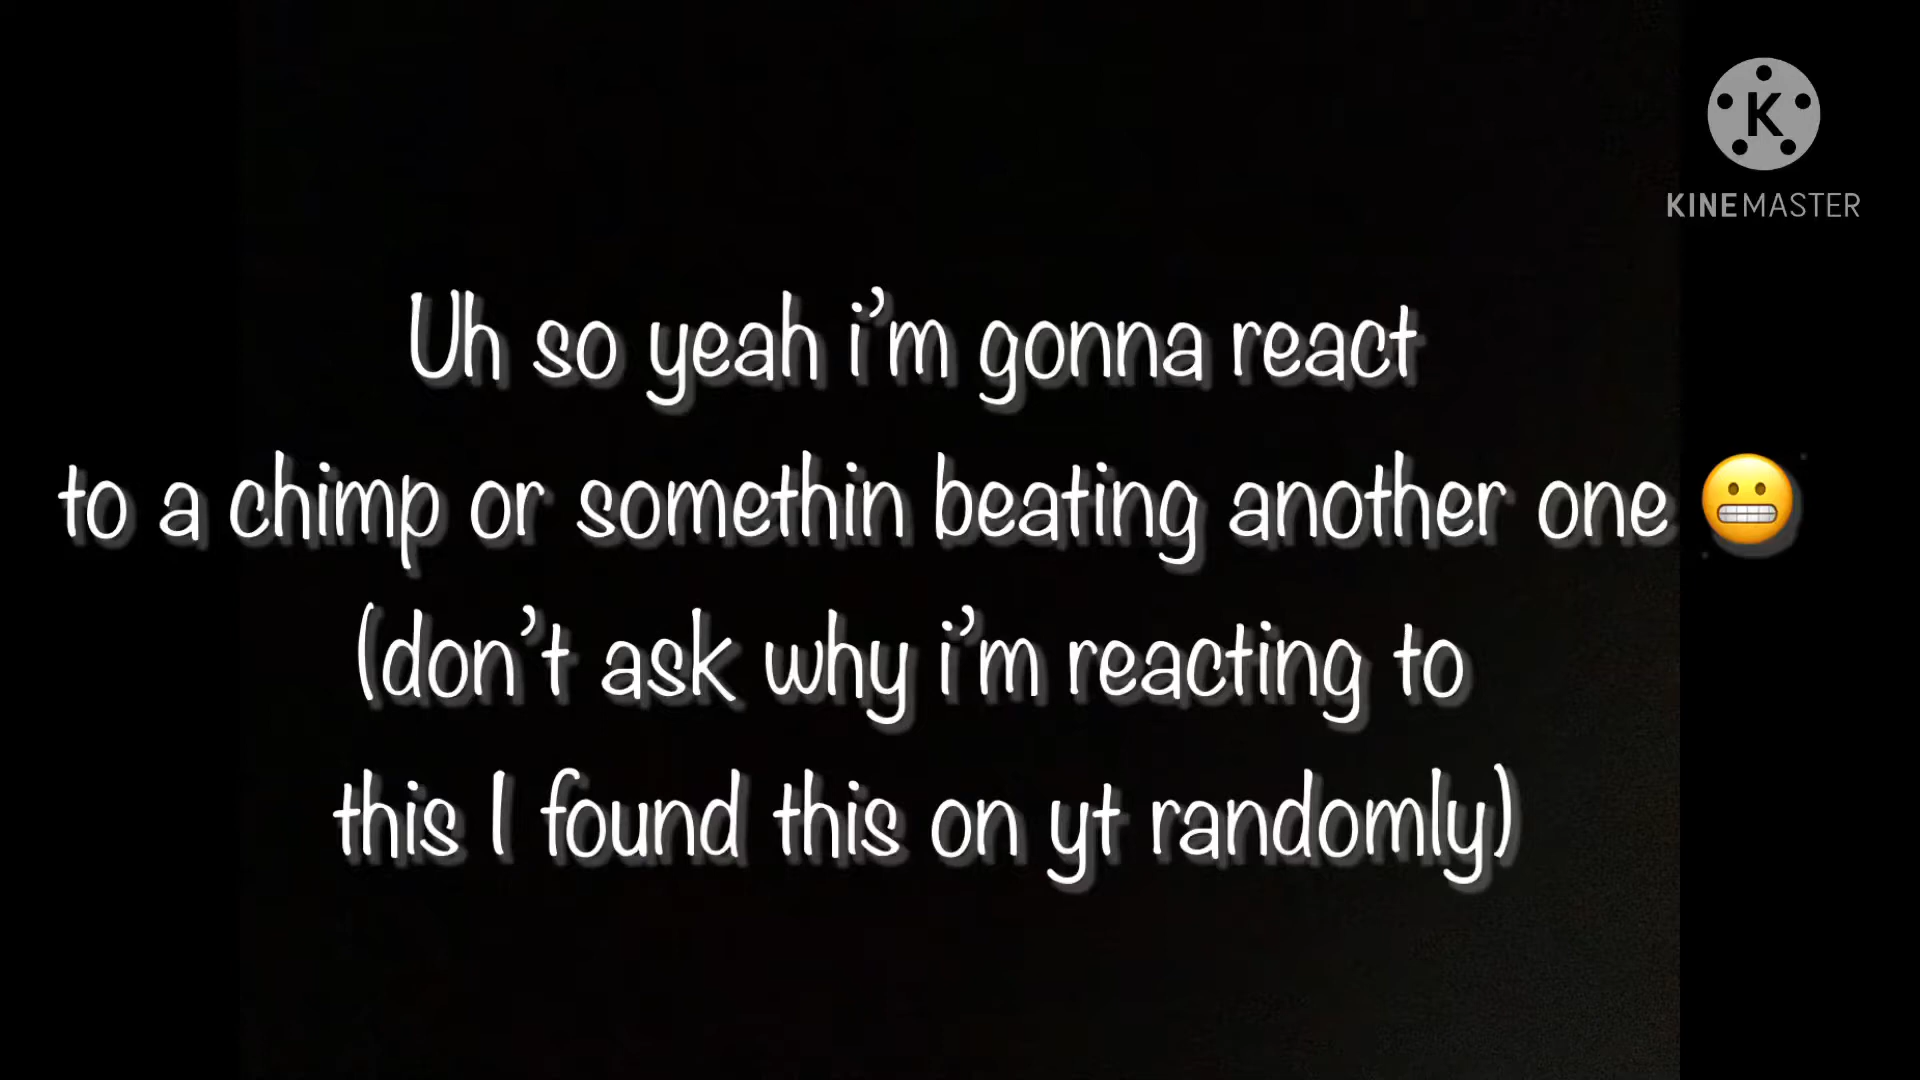 K
KINEMASTER
Uh so yeah i'm gonna react
to a chimp or somethin beating another one 😬
(don't ask why i'm reacting to
this I found this on yt randomly)